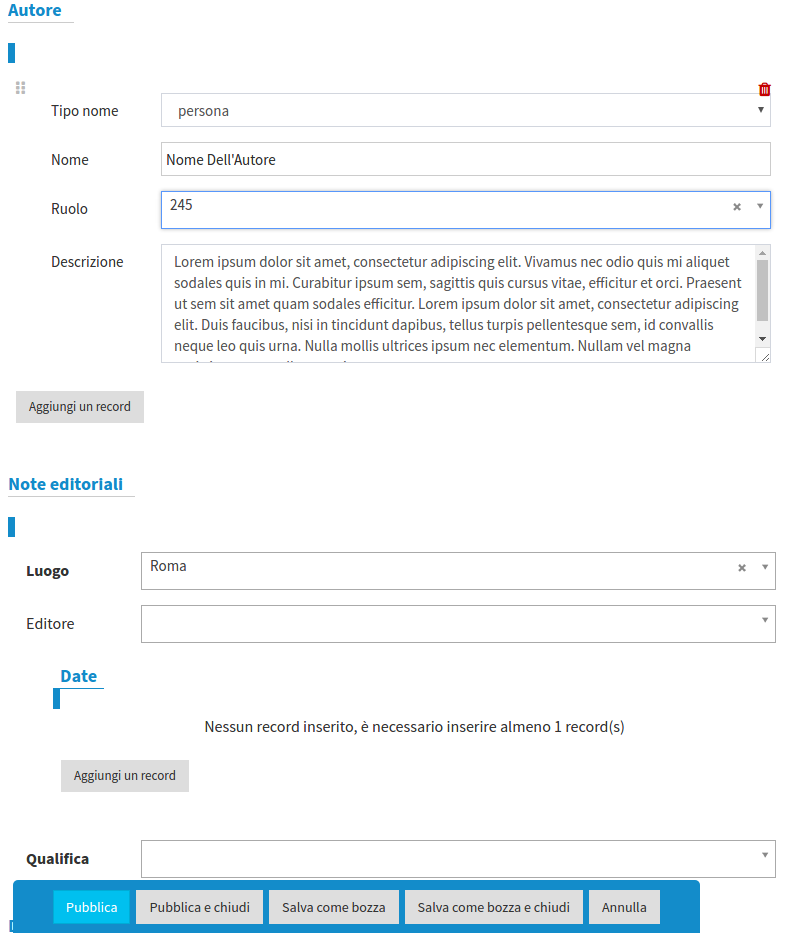 Autore
Tipo nome
persona
Nome
Nome Dell'Autore
Ruolo
245
Descrizione
Lorem ipsum dolor sit amet, consectetur adipiscing elit. Vivamus nec odio quis mi aliquet
sodales quis in mi. Curabitur ipsum sem, sagittis quis cursus vitae, efficitur et orci. Praesent
ut sem sit amet quam sodales efficitur. Lorem ipsum dolor sit amet, consectetur adipiscing
elit. Duis faucibus, nisi in tincidunt dapibus, tellus turpis pellentesque sem, id convallis
neque leo quis urna. Nulla mollis ultrices ipsum nec elementum. Nullam vel magna
Aggiungi un record
Note editoriali
Luogo
Roma
Editore
Date
Nessun record inserito, è necessario inserire almeno 1 record(s)
Aggiungi un record
Qualifica
Pubblica
Pubblica e chiudi
Salva come bozza
Salva come bozza e chiudi
Annulla